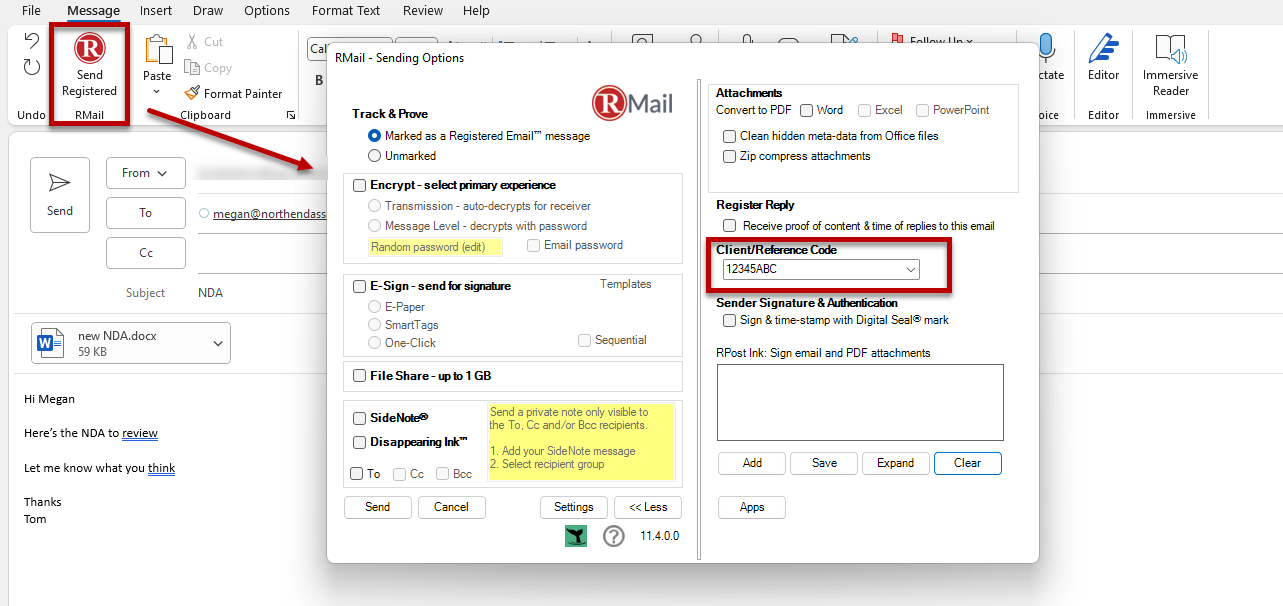 File Message Insert Draw Options Format Text Review Help
Undo
R
Send
Registered
RMail
Paste
Cut
Copy
Format Painter
Clipboard
Cal
B
Follow Up
ctate
oice
Editor
Editor
Immersive
Reader
Immersive
Send
From
To
megan@northendass
Cc
Subject NDA
new NDA.docx
59 KB
Hi Megan
Here's the NDA to review
Let me know what you think
Thanks
Tom
RMail - Sending Options
RMail
Track & Prove
Marked as a Registered Email™ message
Unmarked
Encrypt - select primary experience
Transmission - auto-decrypts for receiver
Message Level - decrypts with password
Random password (edit) Email password
E-Sign - send for signature Templates
E-Paper
SmartTags
One-Click Sequential
File Share - up to 1 GB
SideNote®
Disappearing Ink™
To Cc Bcc
Send a private note only visible to
the To, Cc and/or Bcc recipients.
1. Add your SideNote message
2. Select recipient group
Send Cancel Settings << Less
11.4.0.0
Attachments
Convert to PDF Word Excel PowerPoint
Clean hidden meta-data from Office files
Zip compress attachments
Register Reply
Receive proof of content & time of replies to this email
Client/Reference Code
12345ABC
Sender Signature & Authentication
Sign & time-stamp with Digital Seal® mark
RPost Ink: Sign email and PDF attachments
Add Save Expand Clear
Apps